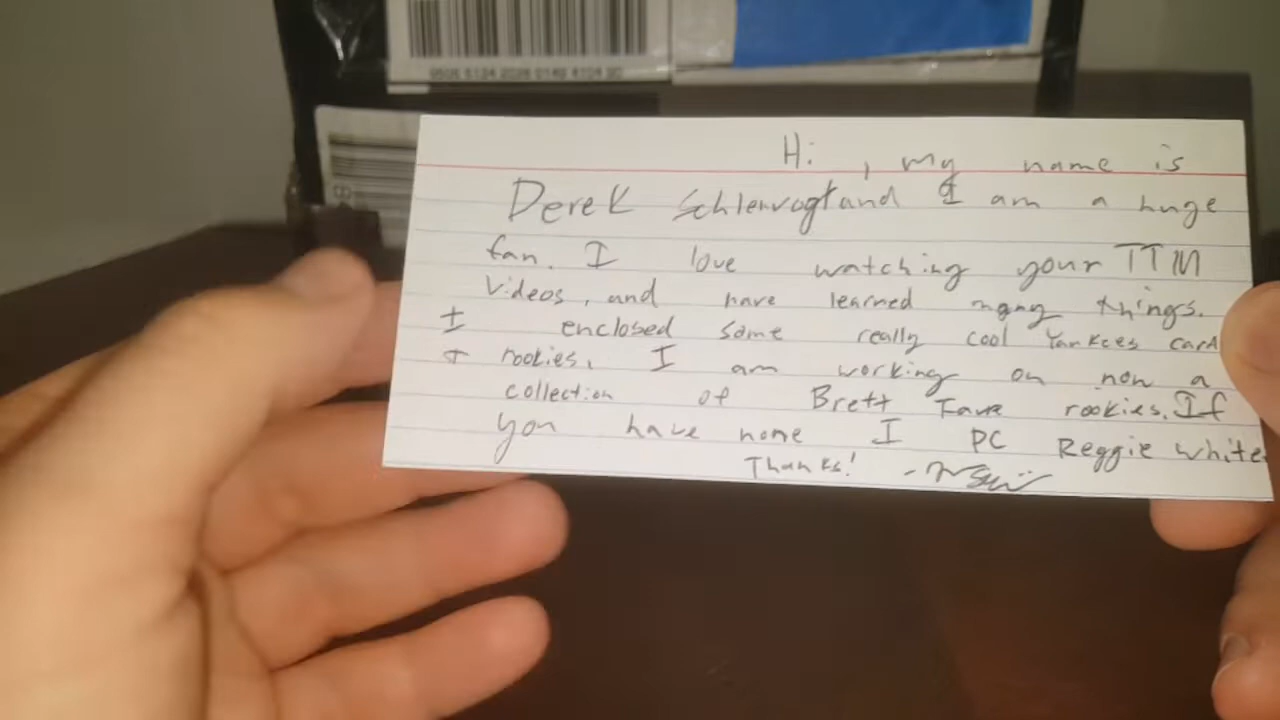 Hi, my name is
Derek and I am a huge
fan. I love watching your TTM
Videos, and have learned many things.
I enclosed some really cool Yankees card
+ rookies. I am working on now a
collection of Brett Favre rookies. If
you have none I PC Reggie White
Thanks!